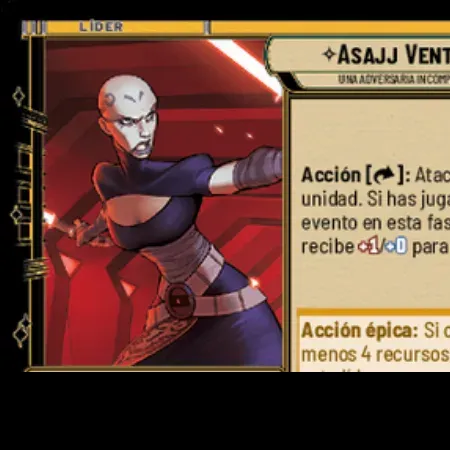 LÍDER
ASAJJ VENT
UNA ADVERSARIA INCOMP
Acción [ ]: Atac
unidad. Si has juga
evento en esta fas
recibe +1/+0 para
Acción épica: Si c
menos 4 recursos